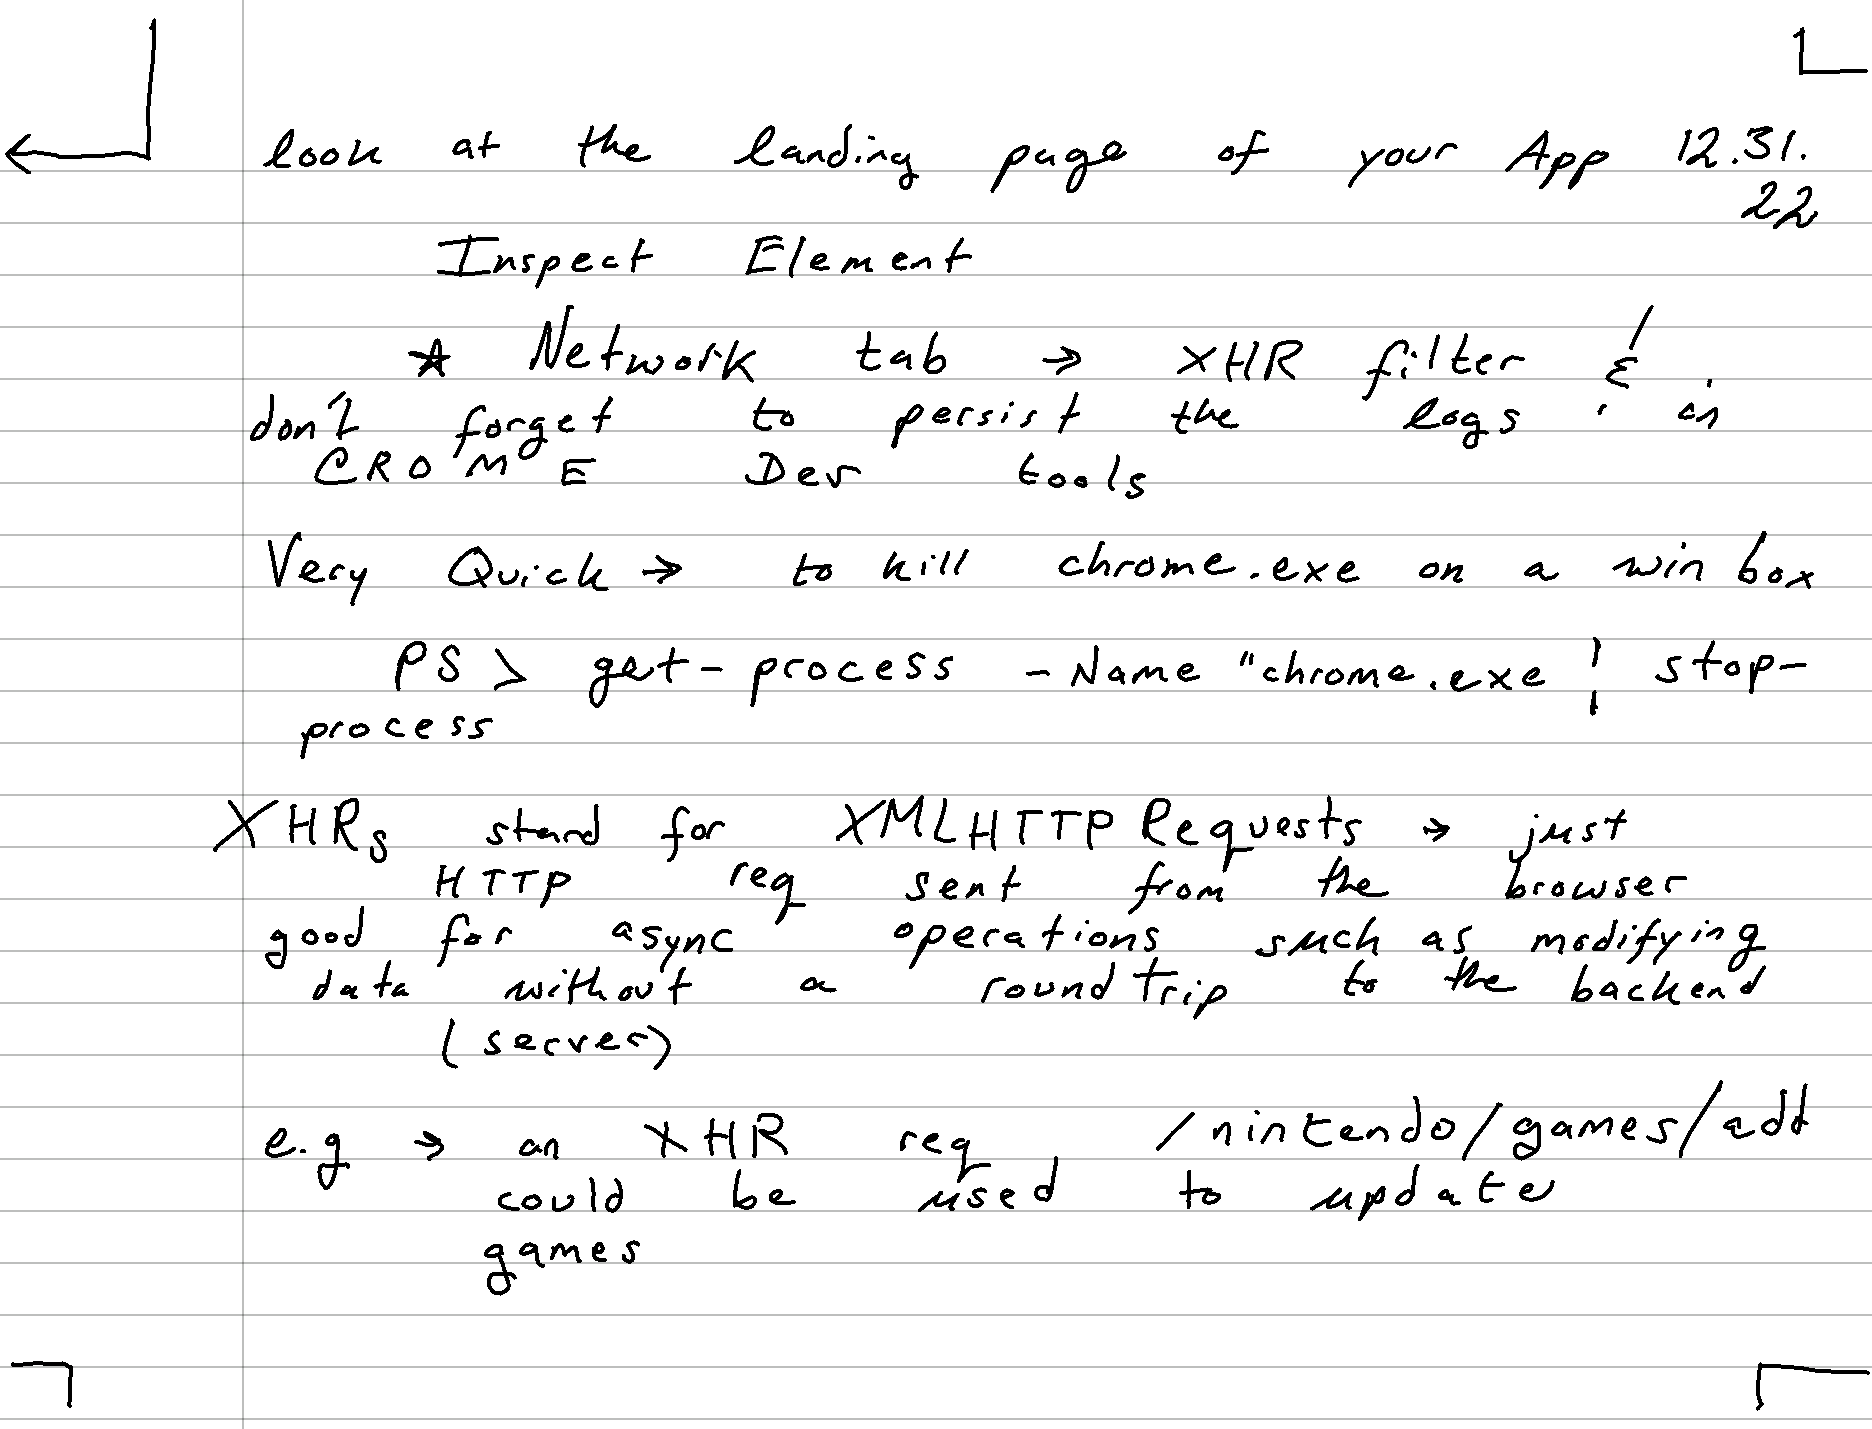 look at the landing page of your App 12.31.
22
Inspect Element
☆ Network tab → XHR filter &
don't forget to persist the logs ! in
CROME Dev tools
Very Quick → to kill chrome.exe on a win box
PS > get-process -Name "chrome.exe ¦ stop-
process
XHRs stand for XMLHTTPRequests → just
HTTP req sent from the browser
good for async operations such as modifying
data without a round Trip to the backend
(server)
e.g → an XHR req /nintendo/games/add
could be used to update
games